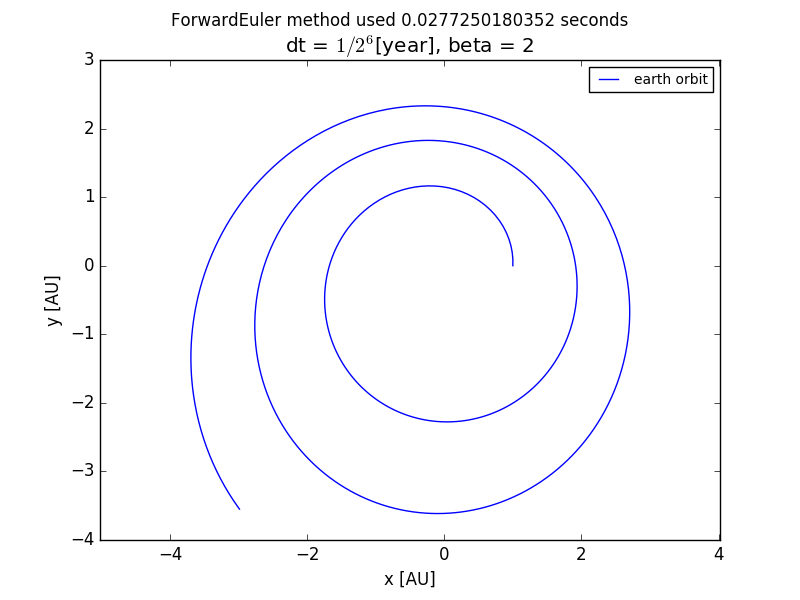 ForwardEuler method used 0.0277250180352 seconds
dt = 1/2^6[year], beta = 2
earth orbit
3
2
1
0
−1
−2
−3
−4
y [AU]
−4
−2
0
2
4
x [AU]